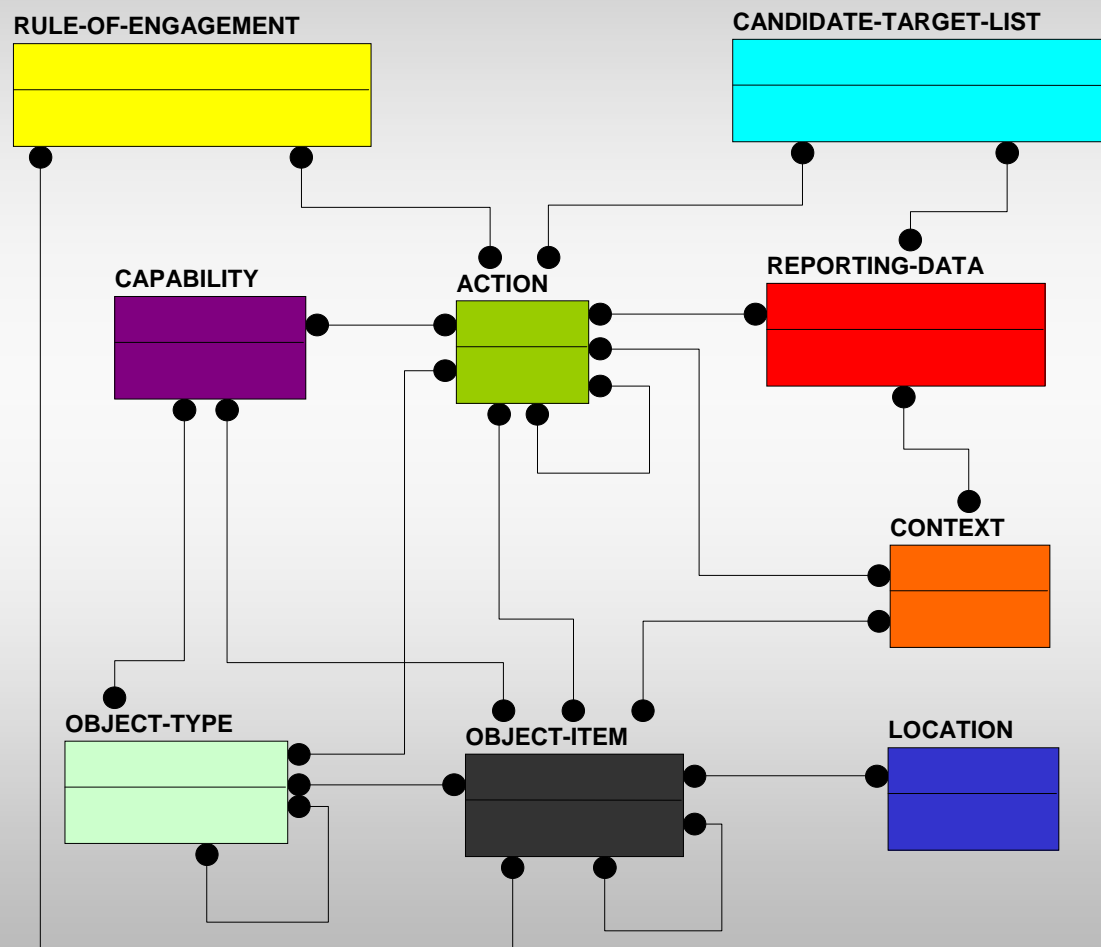 RULE-OF-ENGAGEMENT
CANDIDATE-TARGET-LIST
CAPABILITY
ACTION
REPORTING-DATA
CONTEXT
OBJECT-TYPE
OBJECT-ITEM
LOCATION